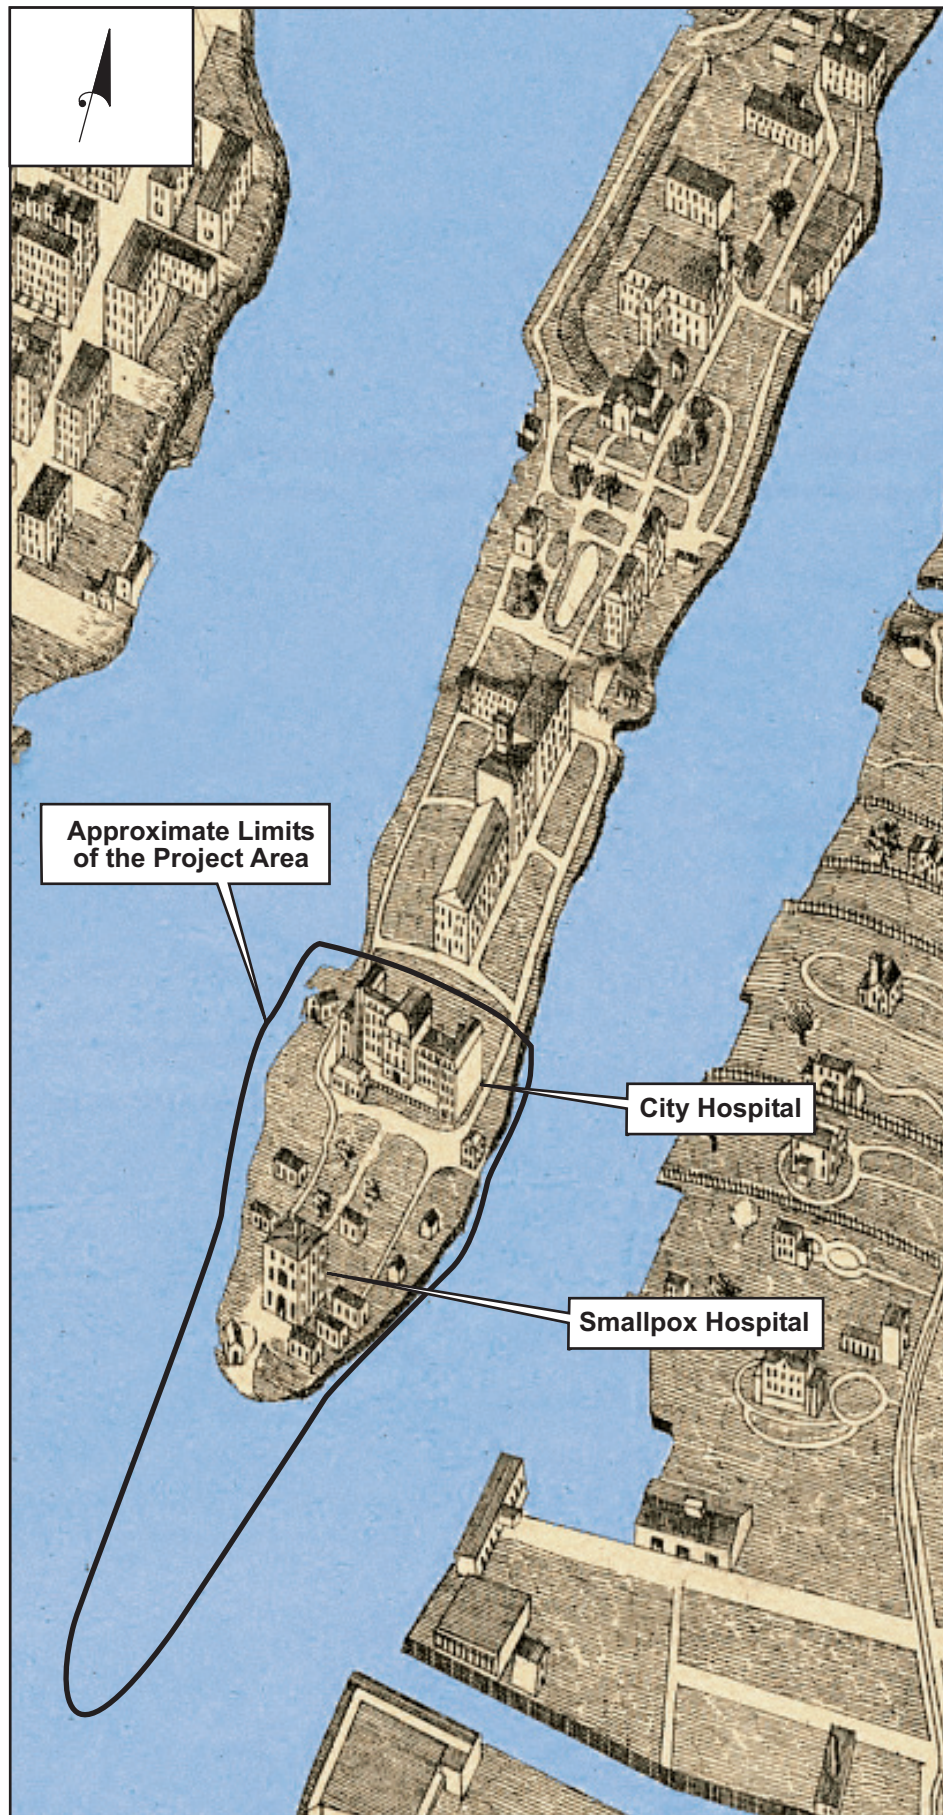 Approximate Limits
of the Project Area
City Hospital
Smallpox Hospital